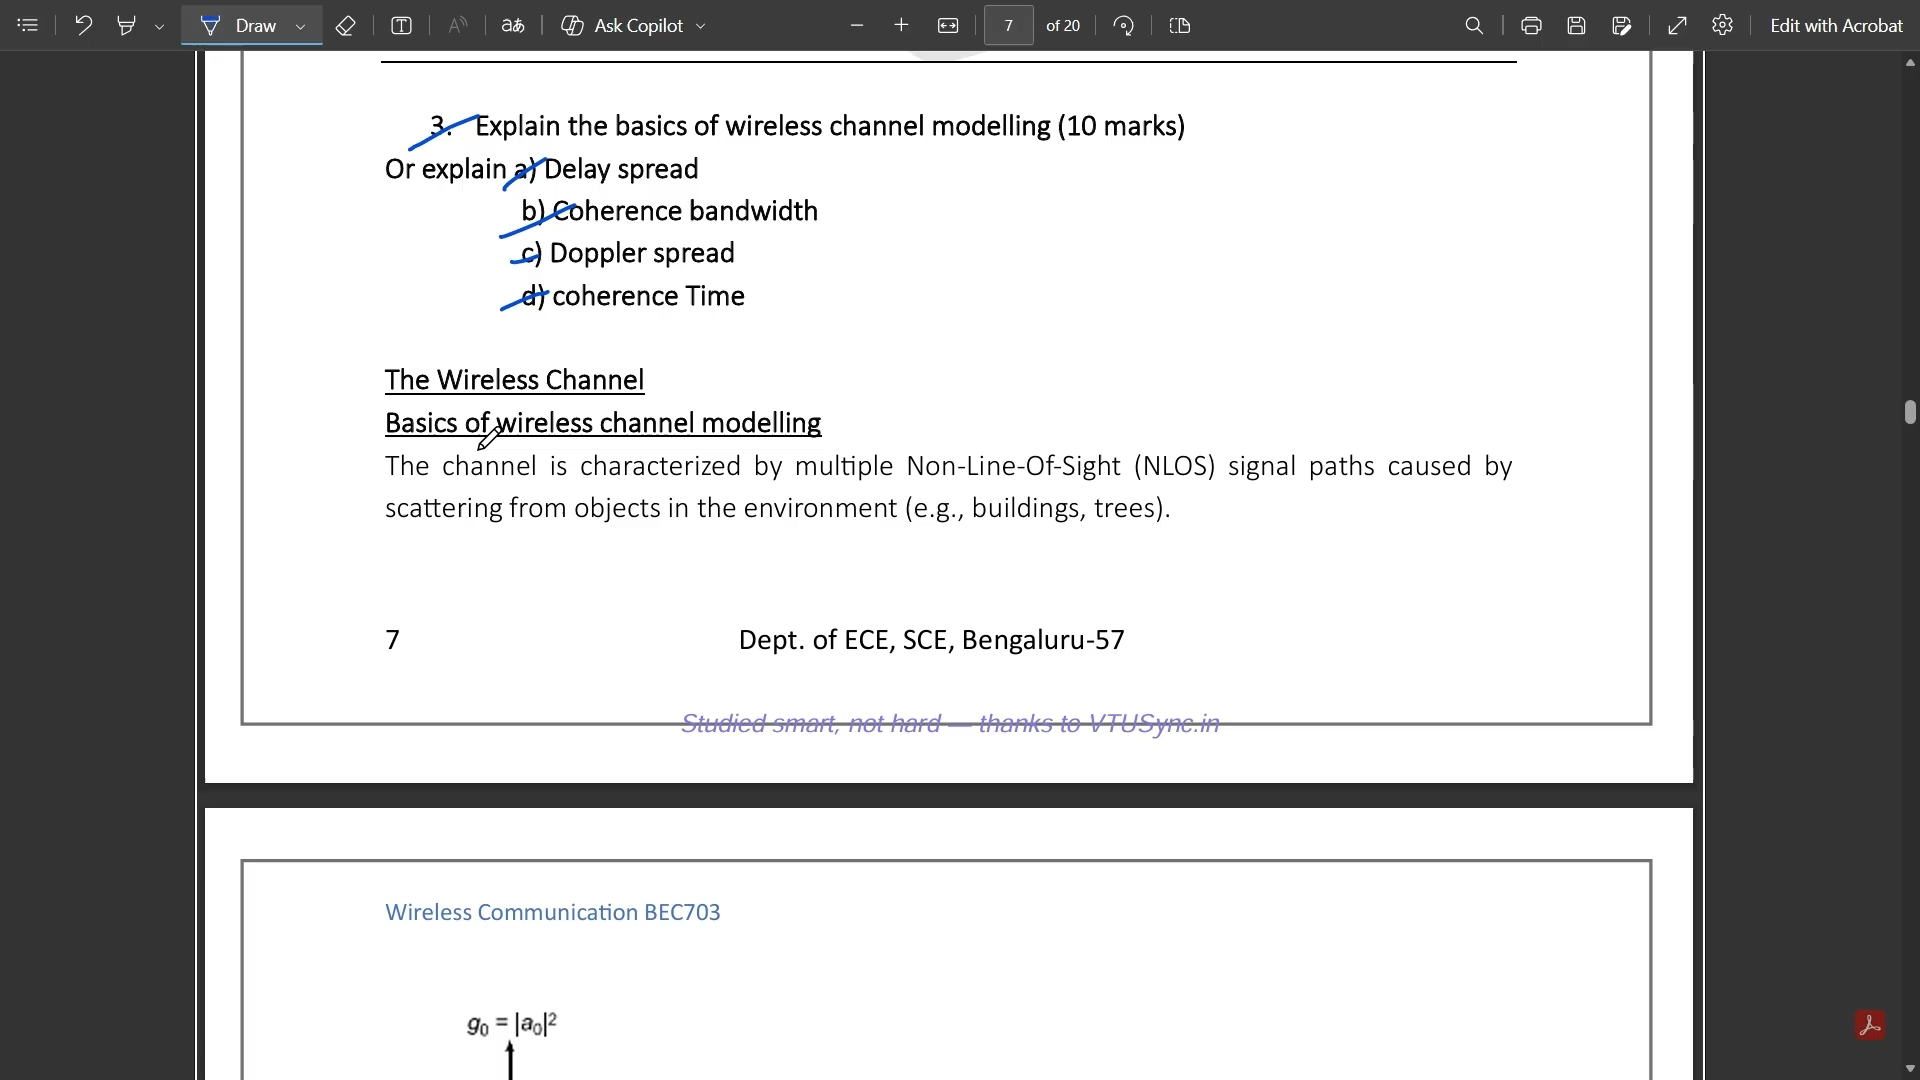 Draw
Ask Copilot
7 of 20
Edit with Acrobat
3. Explain the basics of wireless channel modelling (10 marks)
Or explain a) Delay spread
b) Coherence bandwidth
c) Doppler spread
d) coherence Time
The Wireless Channel
Basics of wireless channel modelling
The channel is characterized by multiple Non-Line-Of-Sight (NLOS) signal paths caused by
scattering from objects in the environment (e.g., buildings, trees).
7 Dept. of ECE, SCE, Bengaluru-57
Studied smart, not hard — thanks to VTUSync.in
Wireless Communication BEC703
g₀ = |a₀|²